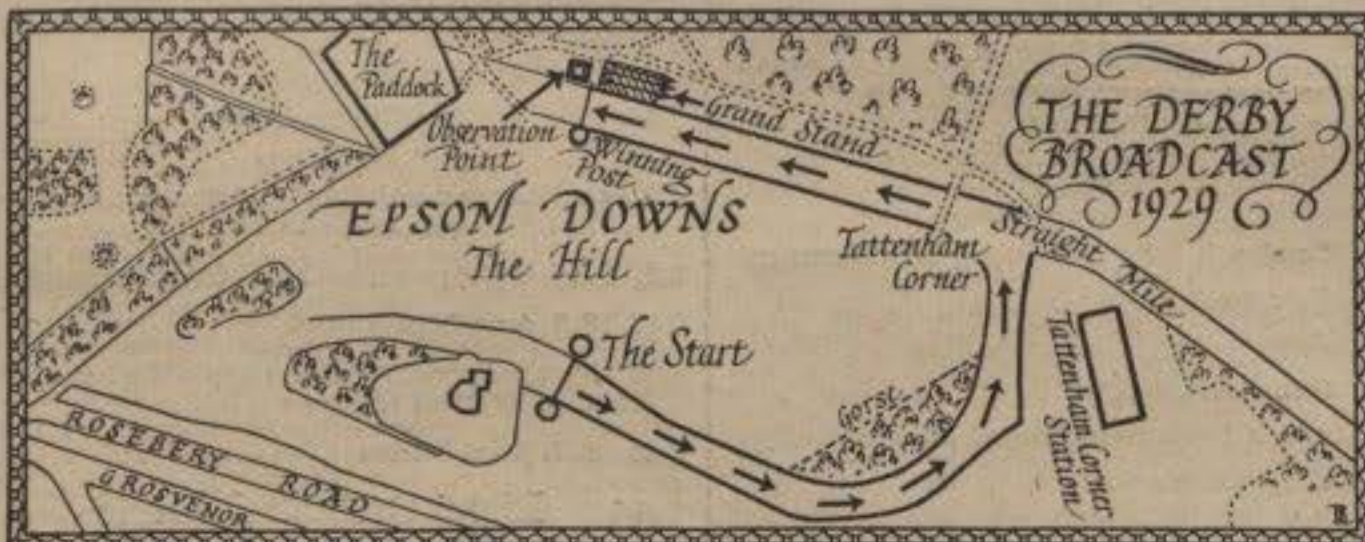 The
Paddock
Observation
Point
Winning
Post
Grand Stand
THE DERBY
BROADCAST
1929
EPSOM DOWNS
The Hill
Tattenham
Corner
Straight Mile
The Start
Gorse
Tattenham Corner
Station
ROSEBERY ROAD
GROSVENOR